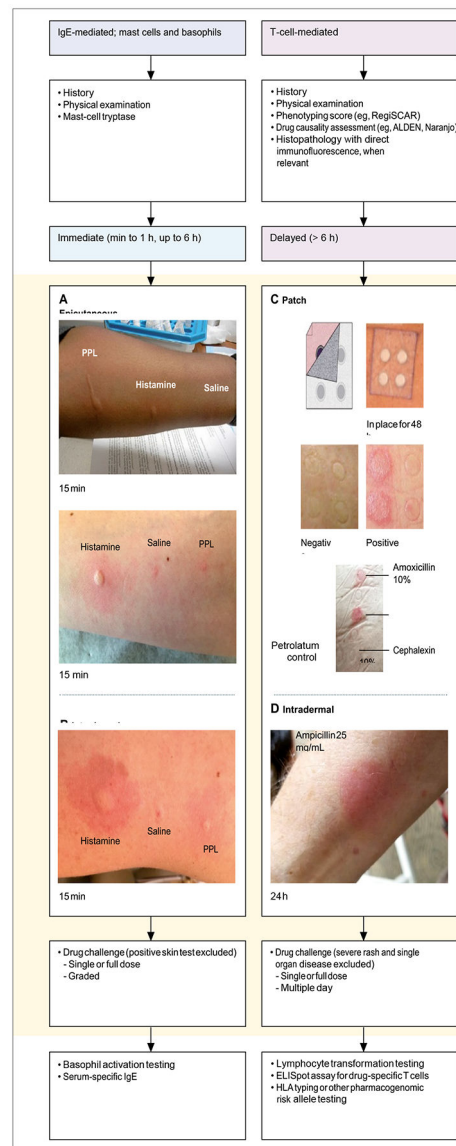 IgE-mediated; mast cells and basophils
• History
• Physical examination
• Mast-cell tryptase
Immediate (min to 1 h, up to 6 h)
A
PPL
Histamine
Saline
15 min
Histamine
Saline
PPL
15 min
Histamine
Saline
PPL
15 min
• Drug challenge (positive skin test excluded)
- Single or full dose
- Graded
• Basophil activation testing
• Serum-specific IgE
T-cell-mediated
• History
• Physical examination
• Phenotyping score (eg, RegiSCAR)
• Drug causality assessment (eg, ALDEN, Naranjo)
• Histopathology with direct
immunofluorescence, when
relevant
Delayed (> 6 h)
C Patch
In place for 48
Negativ
Positive
Amoxicillin
10%
Petrolatum
control
Cephalexin
D Intradermal
Ampicillin 25
mg/mL
24 h
• Drug challenge (severe rash and single
organ disease excluded)
- Single or full dose
- Multiple day
• Lymphocyte transformation testing
• ELISpot assay for drug-specific T cells
• HLA typing or other pharmacogenomic
risk allele testing